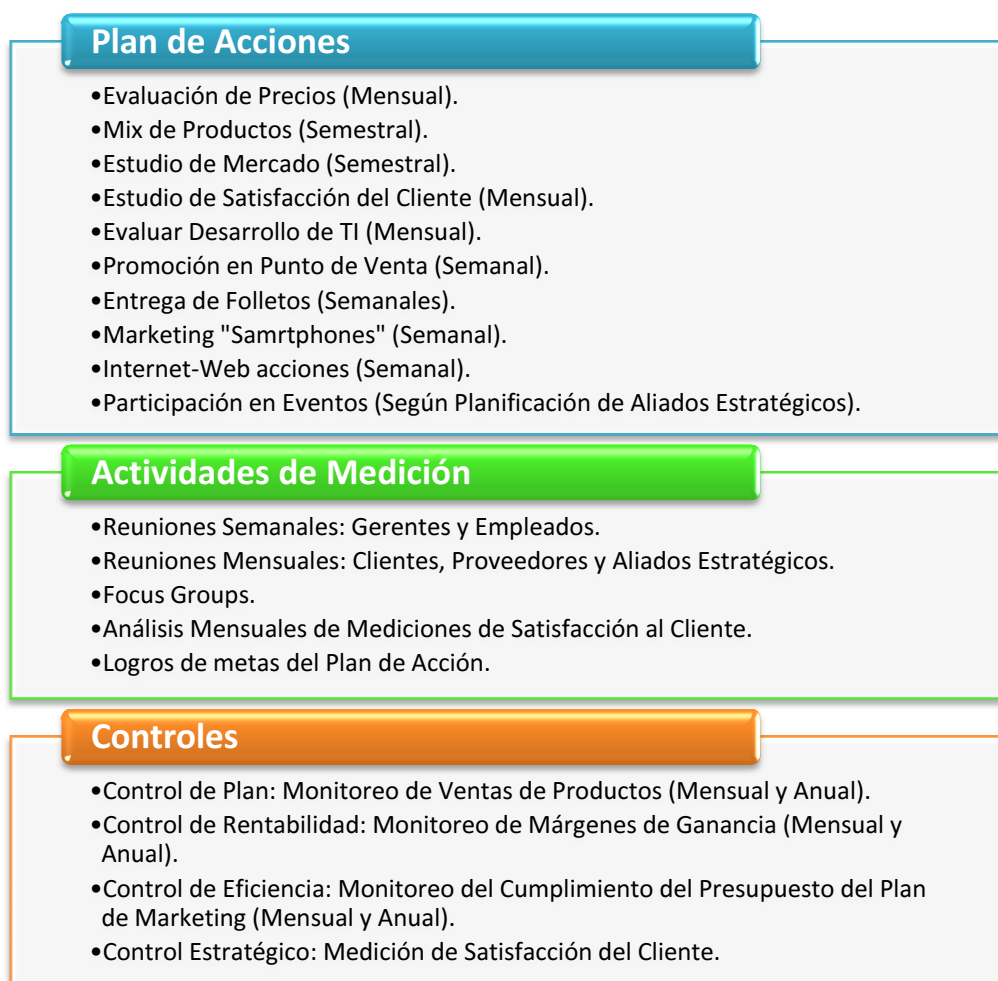 Plan de Acciones
•Evaluación de Precios (Mensual).
•Mix de Productos (Semestral).
•Estudio de Mercado (Semestral).
•Estudio de Satisfacción del Cliente (Mensual).
•Evaluar Desarrollo de TI (Mensual).
•Promoción en Punto de Venta (Semanal).
•Entrega de Folletos (Semanales).
•Marketing "Samrtphones" (Semanal).
•Internet-Web acciones (Semanal).
•Participación en Eventos (Según Planificación de Aliados Estratégicos).
Actividades de Medición
•Reuniones Semanales: Gerentes y Empleados.
•Reuniones Mensuales: Clientes, Proveedores y Aliados Estratégicos.
•Focus Groups.
•Análisis Mensuales de Mediciones de Satisfacción al Cliente.
•Logros de metas del Plan de Acción.
Controles
•Control de Plan: Monitoreo de Ventas de Productos (Mensual y Anual).
•Control de Rentabilidad: Monitoreo de Márgenes de Ganancia (Mensual y
Anual).
•Control de Eficiencia: Monitoreo del Cumplimiento del Presupuesto del Plan
de Marketing (Mensual y Anual).
•Control Estratégico: Medición de Satisfacción del Cliente.